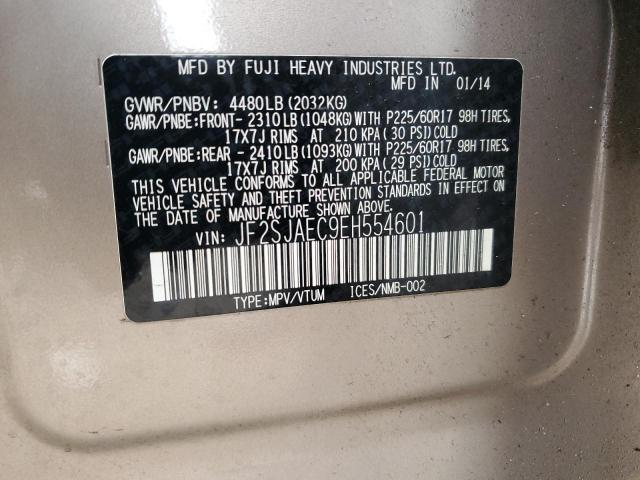 MFD BY FUJI HEAVY INDUSTRIES LTD.
MFD IN 01/14
GVWR/PNBV: 4480LB (2032KG)
GAWR/PNBE:FRONT- 2310LB (1048KG) WITH P225/60R17 98H TIRES,
17X7J RIMS AT 210 KPA (30 PSI) COLD
GAWR/PNBE:REAR - 2410LB (1093KG) WITH P225/60R17 98H TIRES,
17X7J RIMS AT 200 KPA (29 PSI) COLD
THIS VEHICLE CONFORMS TO ALL APPLICABLE FEDERAL MOTOR
VEHICLE SAFETY AND THEFT PREVENTION STANDARDS IN EFFECT ON
THE DATE OF MANUFACTURE SHOWN ABOVE.
VIN: JF2SJAEC9EH554601
TYPE:MPV/VTUM ICES/NMB-002